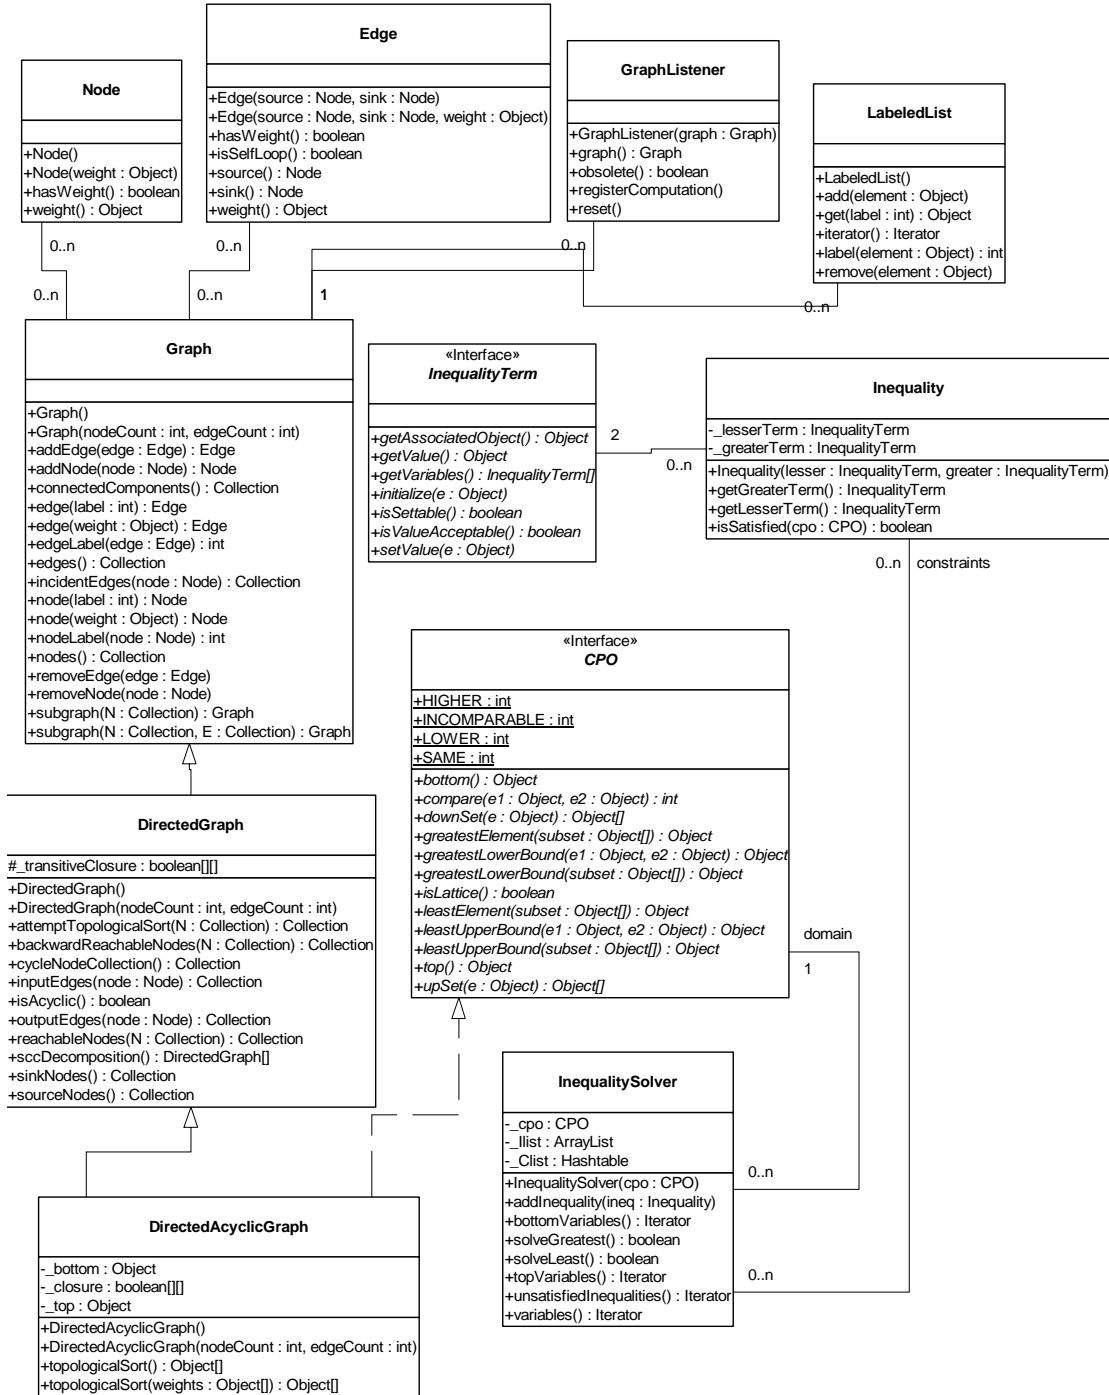 Node
+Node()
+Node(weight : Object)
+hasWeight() : boolean
+weight() : Object
Edge
+Edge(source : Node, sink : Node)
+Edge(source : Node, sink : Node, weight : Object)
+hasWeight() : boolean
+isSelfLoop() : boolean
+source() : Node
+sink() : Node
+weight() : Object
GraphListener
+GraphListener(graph : Graph)
+graph() : Graph
+obsolete() : boolean
+registerComputation()
+reset()
LabeledList
+LabeledList()
+add(element : Object)
+get(label : int) : Object
+iterator() : Iterator
+label(element : Object) : int
+remove(element : Object)
0..n
0..n
0..n
0..n
0..n
1
0..n
Graph
+Graph()
+Graph(nodeCount : int, edgeCount : int)
+addEdge(edge : Edge) : Edge
+addNode(node : Node) : Node
+connectedComponents() : Collection
+edge(label : int) : Edge
+edge(weight : Object) : Edge
+edgeLabel(edge : Edge) : int
+edges() : Collection
+incidentEdges(node : Node) : Collection
+node(label : int) : Node
+node(weight : Object) : Node
+nodeLabel(node : Node) : int
+nodes() : Collection
+removeEdge(edge : Edge)
+removeNode(node : Node)
+subgraph(N : Collection) : Graph
+subgraph(N : Collection, E : Collection) : Graph
«Interface»
InequalityTerm
+getAssociatedObject() : Object
+getValue() : Object
+getVariables() : InequalityTerm[]
+initialize(e : Object)
+isSettable() : boolean
+isValueAcceptable() : boolean
+setValue(e : Object)
2
0..n
Inequality
-_lesserTerm : InequalityTerm
-_greaterTerm : InequalityTerm
+Inequality(lesser : InequalityTerm, greater : InequalityTerm)
+getGreaterTerm() : InequalityTerm
+getLesserTerm() : InequalityTerm
+isSatisfied(cpo : CPO) : boolean
0..n
constraints
«Interface»
CPO
+HIGHER : int
+INCOMPARABLE : int
+LOWER : int
+SAME : int
+bottom() : Object
+compare(e1 : Object, e2 : Object) : int
+downSet(e : Object) : Object[]
+greatestElement(subset : Object[]) : Object
+greatestLowerBound(e1 : Object, e2 : Object) : Object
+greatestLowerBound(subset : Object[]) : Object
+isLattice() : boolean
+leastElement(subset : Object[]) : Object
+leastUpperBound(e1 : Object, e2 : Object) : Object
+leastUpperBound(subset : Object[]) : Object
+top() : Object
+upSet(e : Object) : Object[]
domain
1
DirectedGraph
#_transitiveClosure : boolean[][]
+DirectedGraph()
+DirectedGraph(nodeCount : int, edgeCount : int)
+attemptTopologicalSort(N : Collection) : Collection
+backwardReachableNodes(N : Collection) : Collection
+cycleNodeCollection() : Collection
+inputEdges(node : Node) : Collection
+isAcyclic() : boolean
+outputEdges(node : Node) : Collection
+reachableNodes(N : Collection) : Collection
+sccDecomposition() : DirectedGraph[]
+sinkNodes() : Collection
+sourceNodes() : Collection
InequalitySolver
-_cpo : CPO
-_Ilist : ArrayList
-_Clist : Hashtable
+InequalitySolver(cpo : CPO)
+addInequality(ineq : Inequality)
+bottomVariables() : Iterator
+solveGreatest() : boolean
+solveLeast() : boolean
+topVariables() : Iterator
+unsatisfiedInequalities() : Iterator
+variables() : Iterator
0..n
0..n
DirectedAcyclicGraph
-_bottom : Object
-_closure : boolean[][]
-_top : Object
+DirectedAcyclicGraph()
+DirectedAcyclicGraph(nodeCount : int, edgeCount : int)
+topologicalSort() : Object[]
+topologicalSort(weights : Object[]) : Object[]